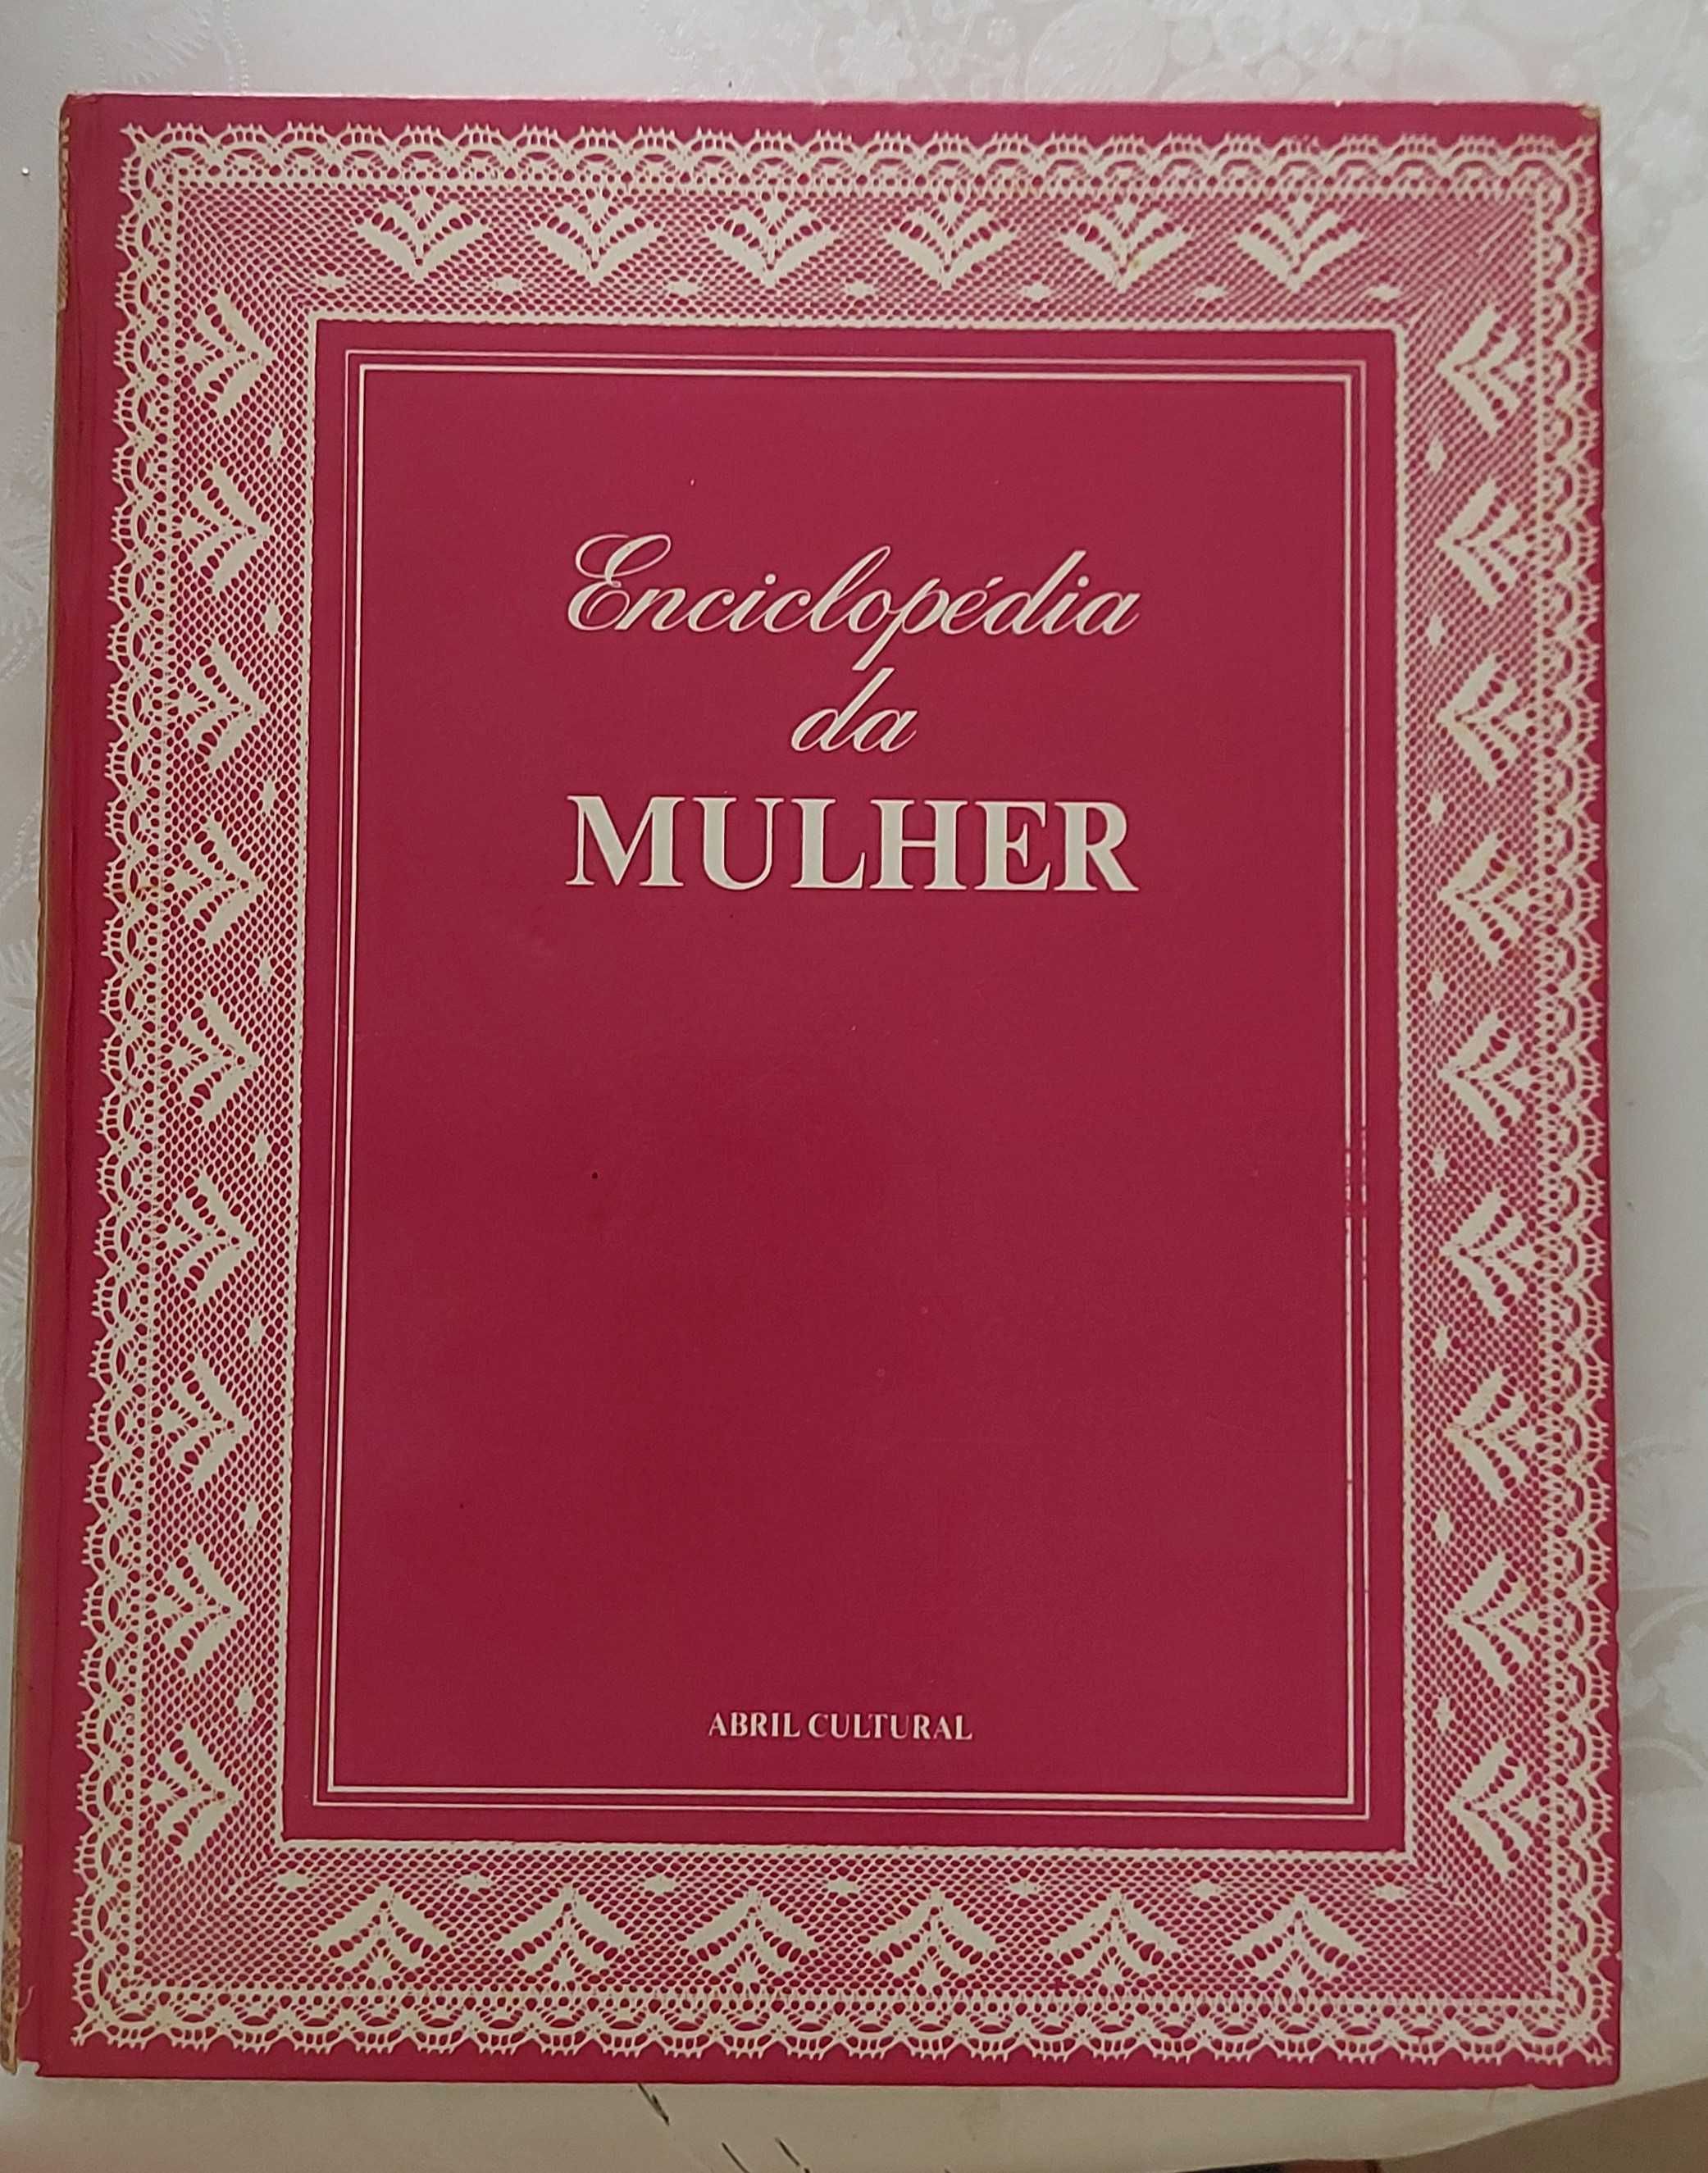 Enciclopédia
da
MULHER
ABRIL CULTURAL